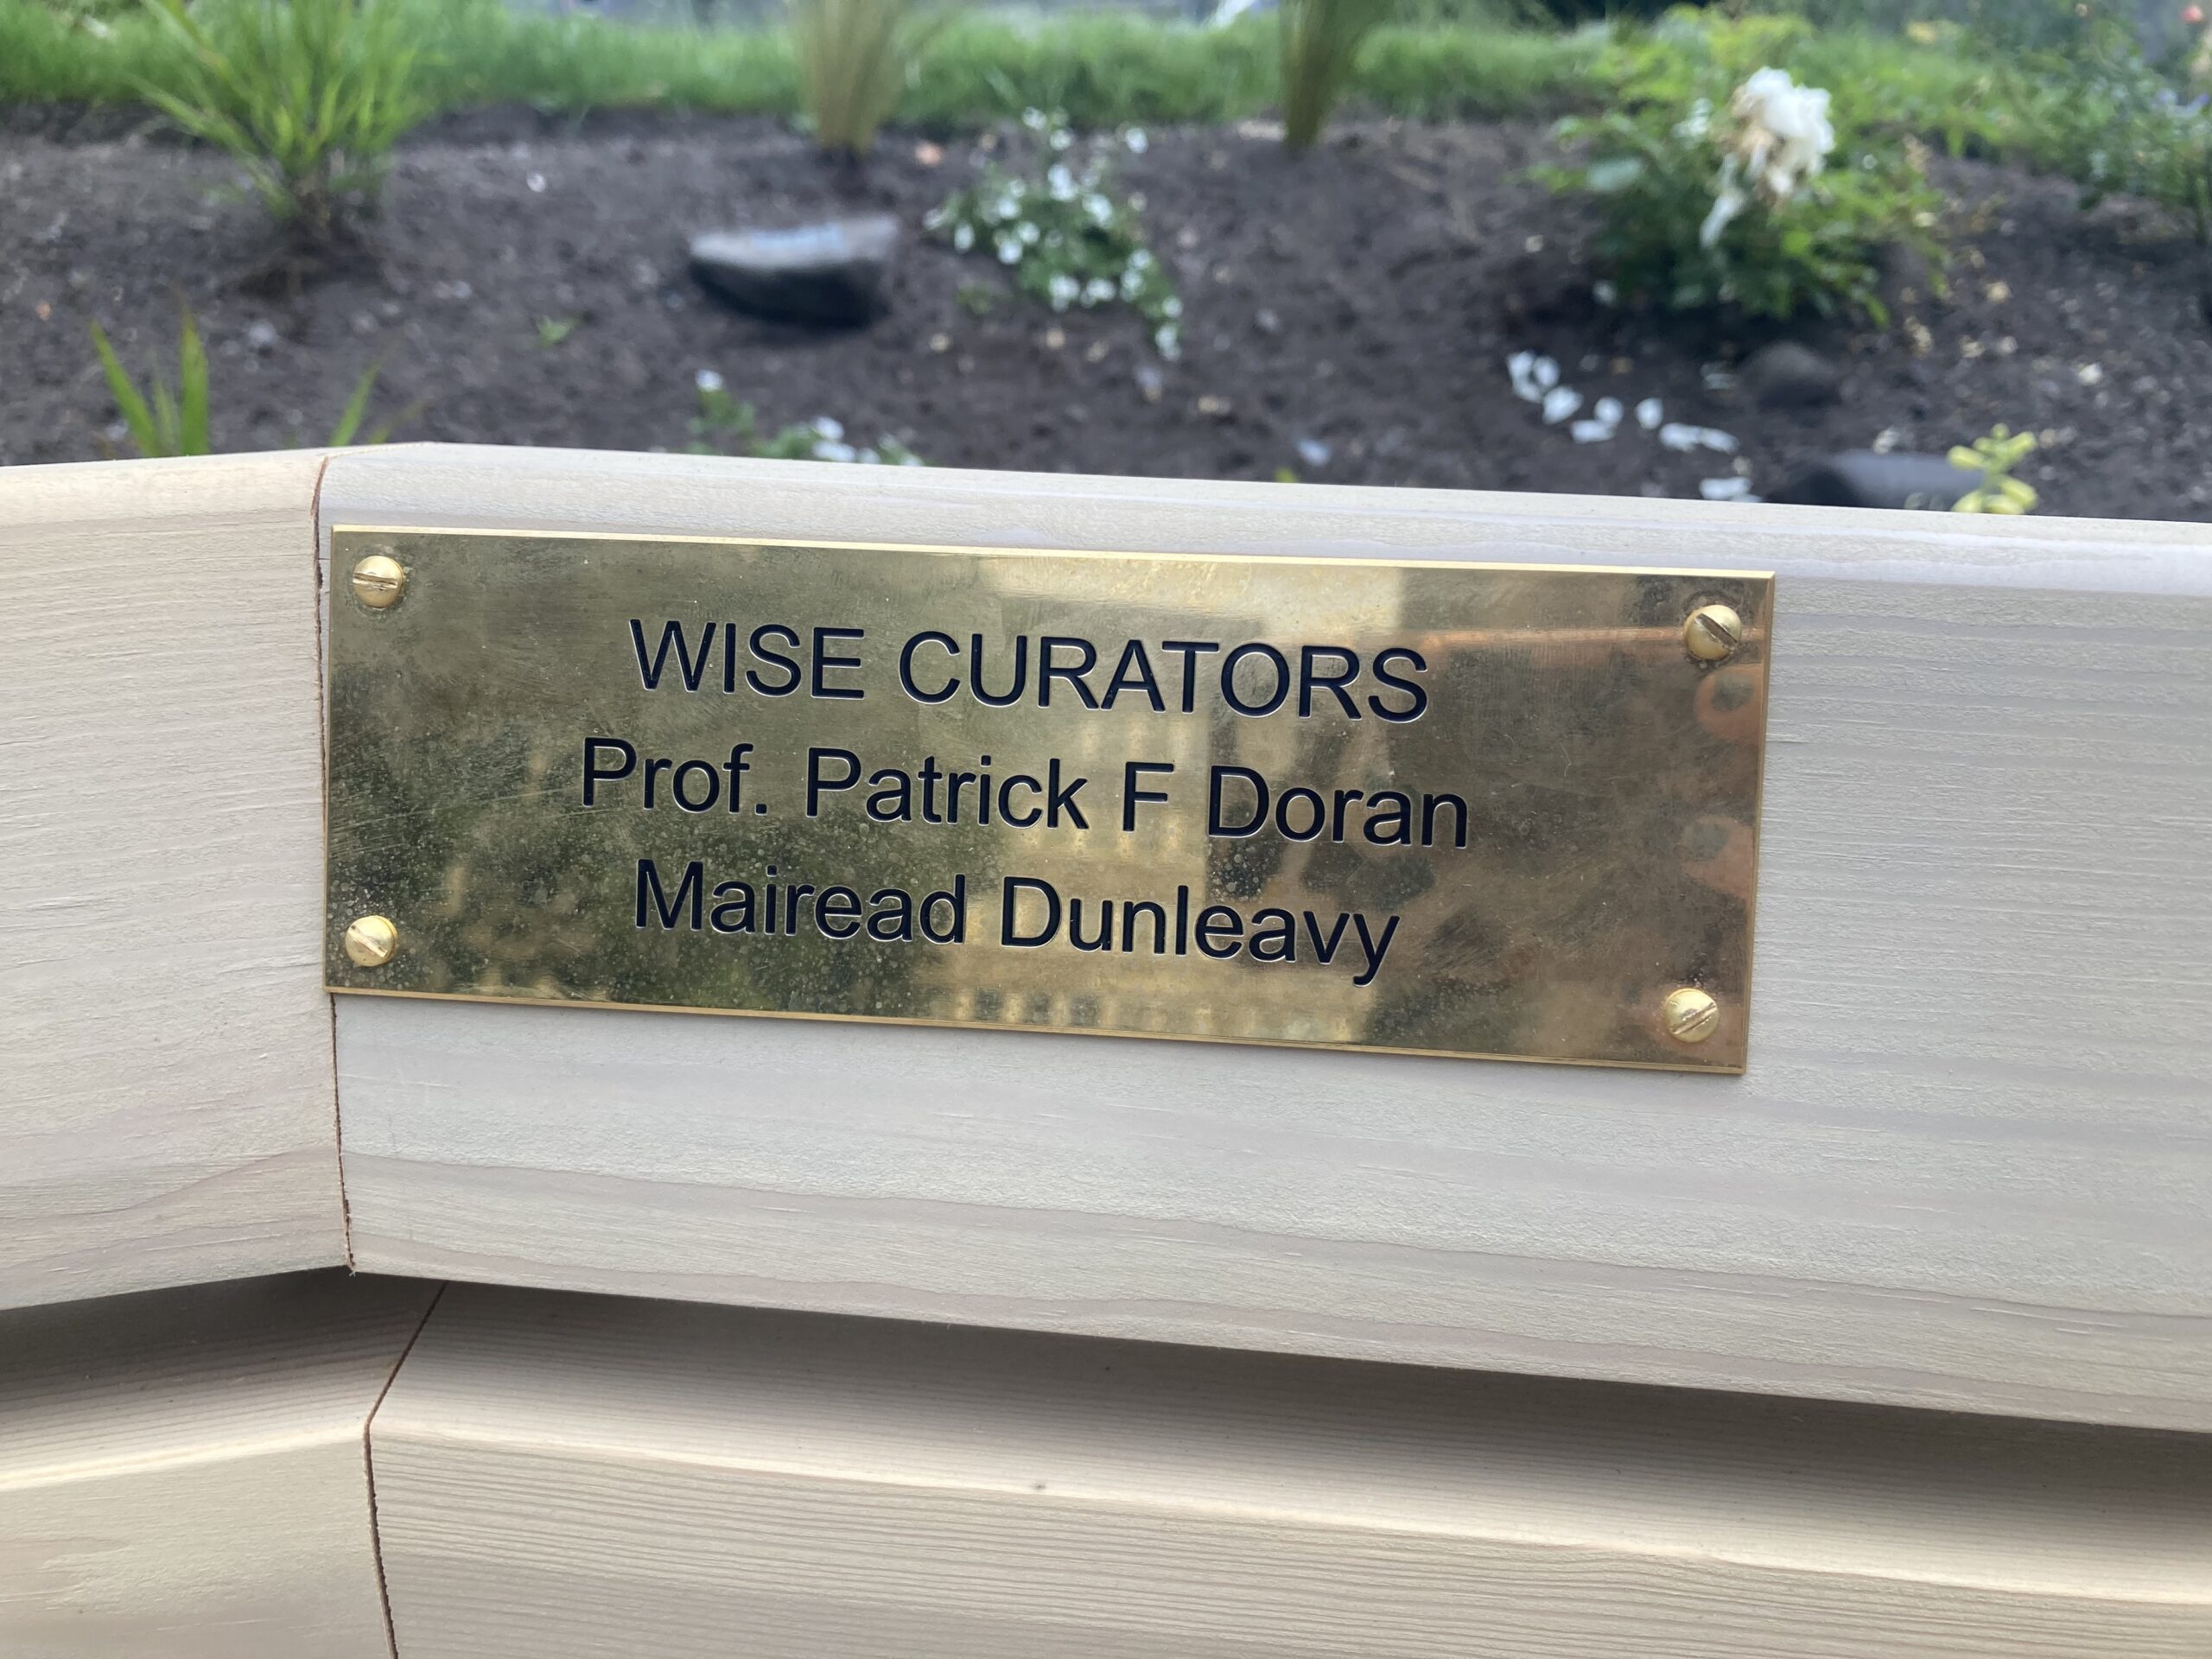 WISE CURATORS
Prof. Patrick F Doran
Mairead Dunleavy